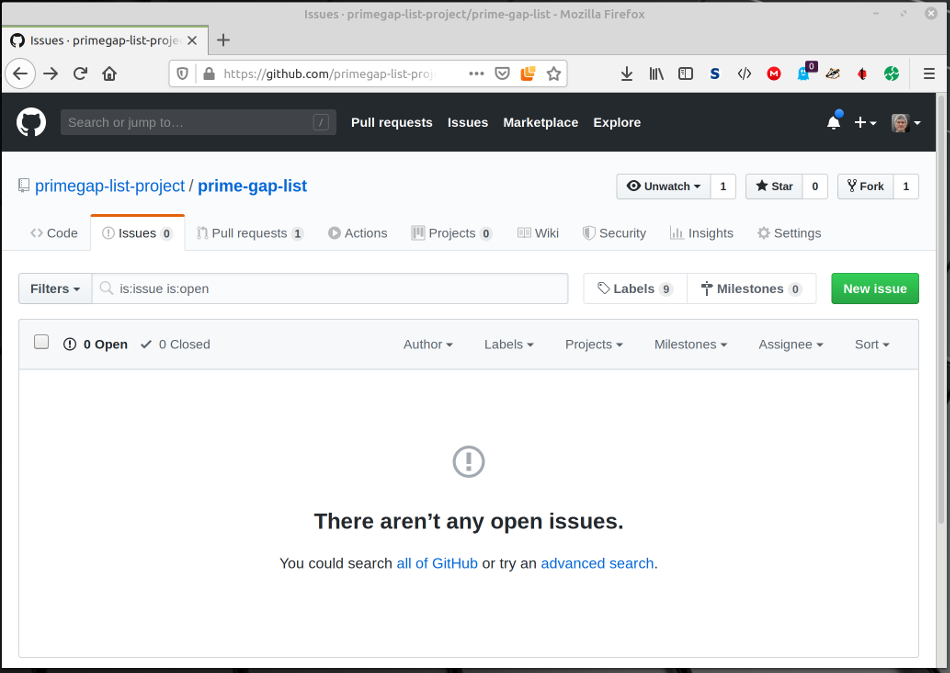 Issues · primegap-list-project/prime-gap-list - Mozilla Firefox
Issues · primegap-list-proje
https://github.com/primegap-list-proj
S </> M 0
Search or jump to… / Pull requests Issues Marketplace Explore
primegap-list-project / prime-gap-list Unwatch 1 Star 0 Fork 1
Code Issues 0 Pull requests 1 Actions Projects 0 Wiki Security Insights Settings
Filters is:issue is:open Labels 9 Milestones 0 New issue
0 Open 0 Closed Author Labels Projects Milestones Assignee Sort
There aren’t any open issues.
You could search all of GitHub or try an advanced search.